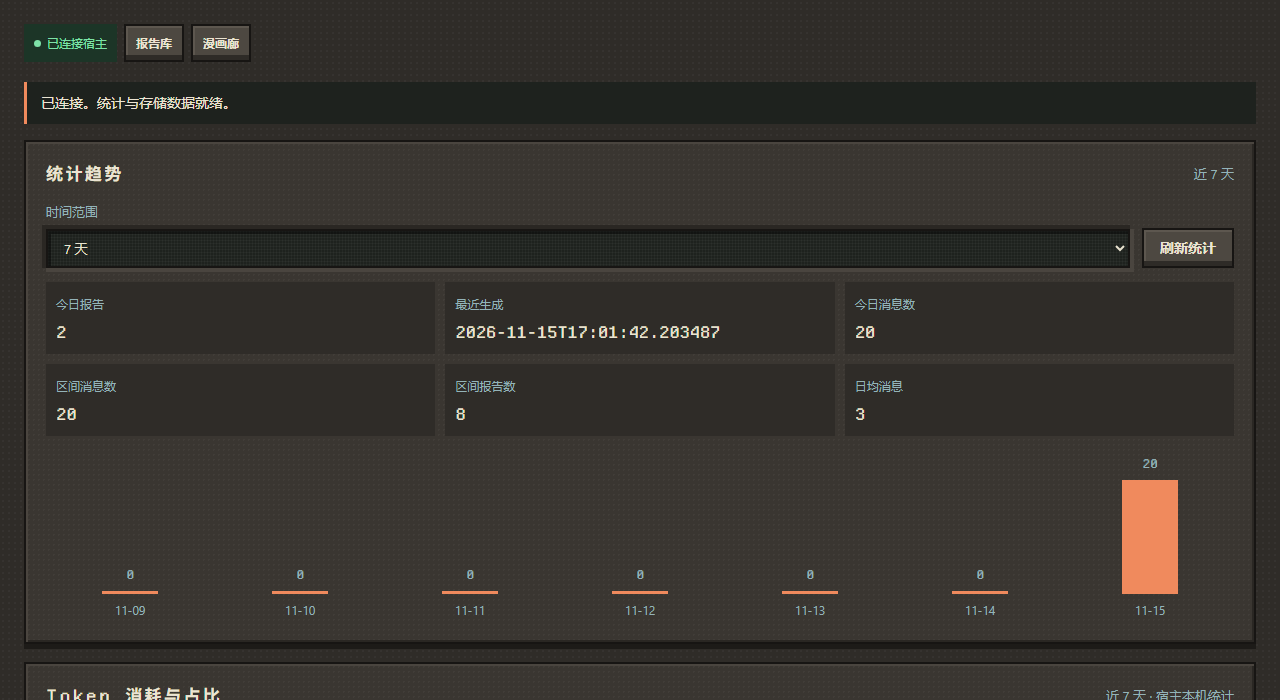 已连接宿主 报告库 漫画廊
已连接。统计与存储数据就绪。
统计趋势 近 7 天
时间范围
7 天 刷新统计
今日报告 最近生成 今日消息数
2 2026-11-15T17:01:42.203487 20
区间消息数 区间报告数 日均消息
20 8 3
20
0 0 0 0 0 0
11-09 11-10 11-11 11-12 11-13 11-14 11-15
Token 消耗与占比 近 7 天 · 宿主本机统计